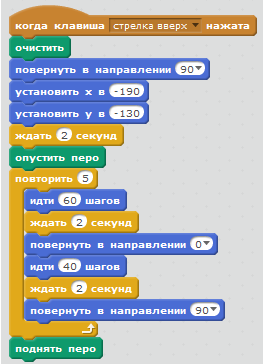 когда клавиша стрелка вверх нажата
очистить
повернуть в направлении 90
установить x в -190
установить y в -130
ждать 2 секунд
опустить перо
повторить 5
идти 60 шагов
ждать 2 секунд
повернуть в направлении 0
идти 40 шагов
ждать 2 секунд
повернуть в направлении 90
поднять перо